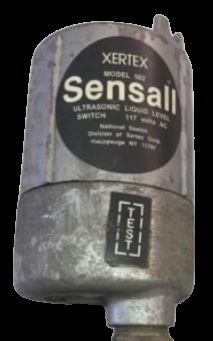 XERTEX
MODEL 502
Sensall
ULTRASONIC LIQUID LEVEL
SWITCH 117 volts AC
National Sonics
Division of Xertex Corp.
Hauppauge NY 11787
TEST